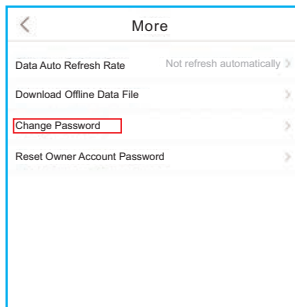 More
Data Auto Refresh Rate Not refresh automatically
Download Offline Data File
Change Password
Reset Owner Account Password